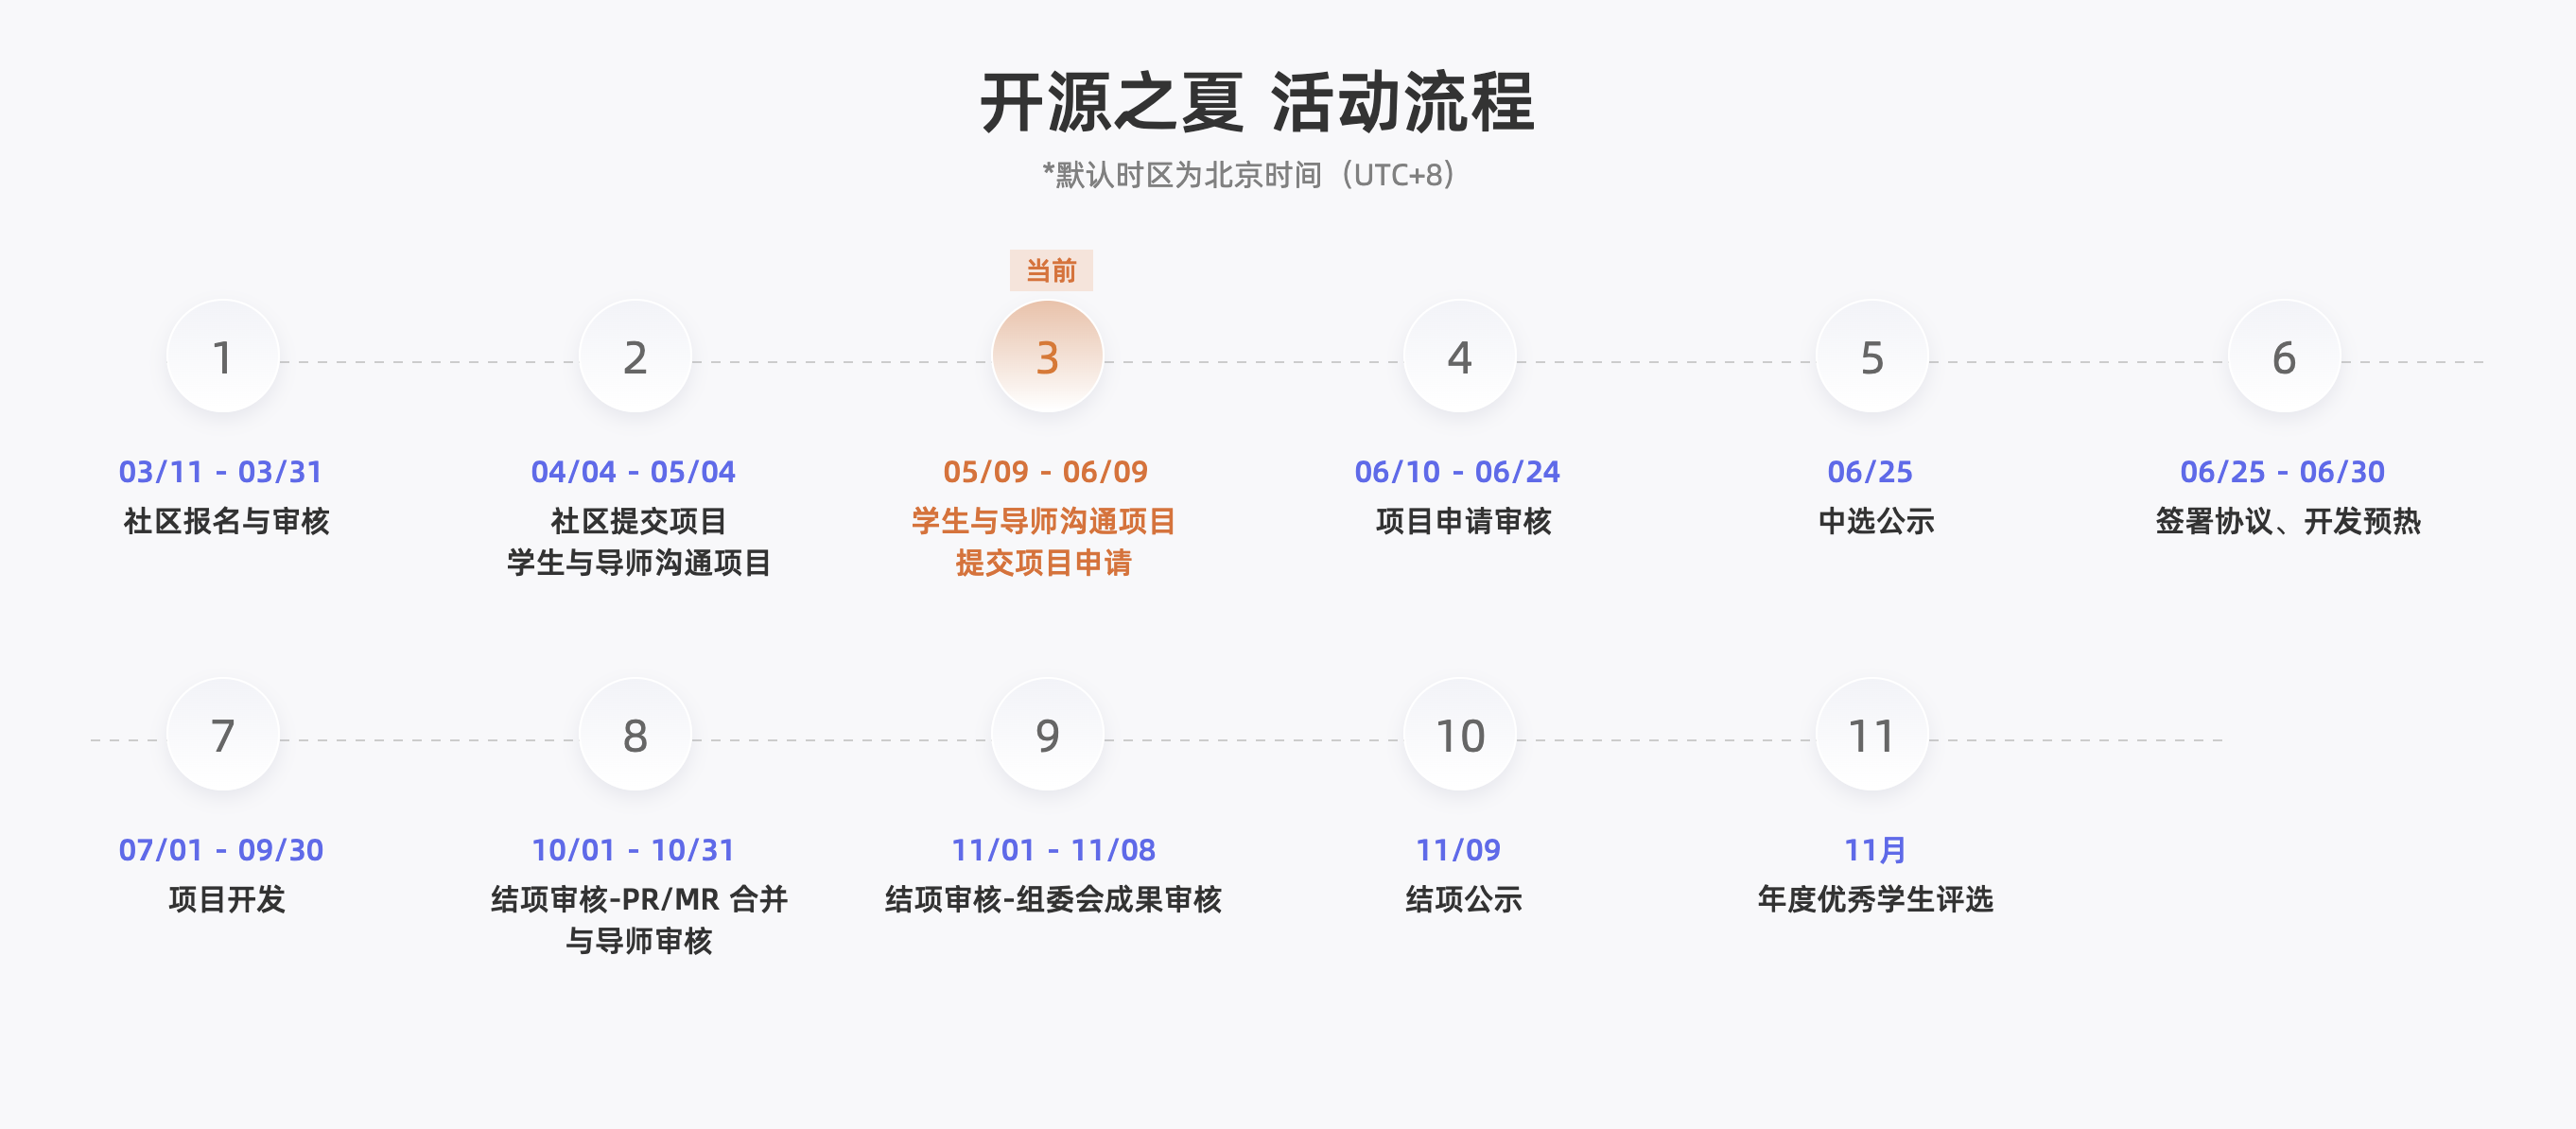 开源之夏 活动流程
*默认时区为北京时间（UTC+8）
当前
1
2
3
4
5
6
03/11 - 03/31
社区报名与审核
04/04 - 05/04
社区提交项目
学生与导师沟通项目
05/09 - 06/09
学生与导师沟通项目
提交项目申请
06/10 - 06/24
项目申请审核
06/25
中选公示
06/25 - 06/30
签署协议、开发预热
7
8
9
10
11
07/01 - 09/30
项目开发
10/01 - 10/31
结项审核-PR/MR 合并
与导师审核
11/01 - 11/08
结项审核-组委会成果审核
11/09
结项公示
11月
年度优秀学生评选